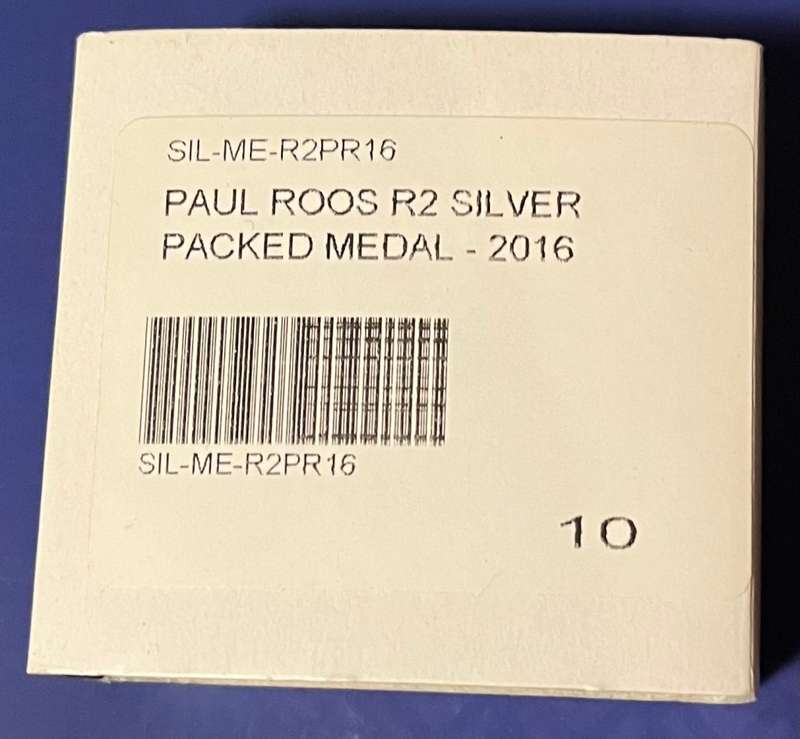 SIL-ME-R2PR16
PAUL ROOS R2 SILVER
PACKED MEDAL - 2016
SIL-ME-R2PR16
10